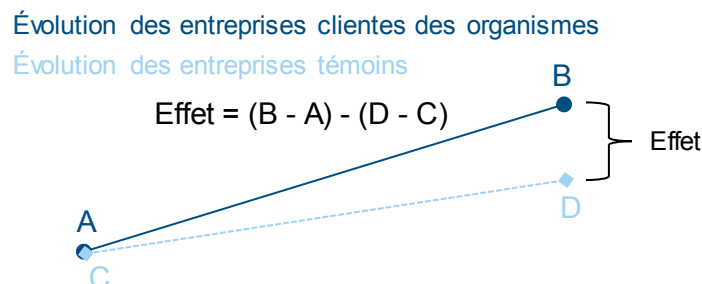 Évolution des entreprises clientes des organismes
Évolution des entreprises témoins
B
Effet = (B - A) - (D - C)
Effet
A
D
C